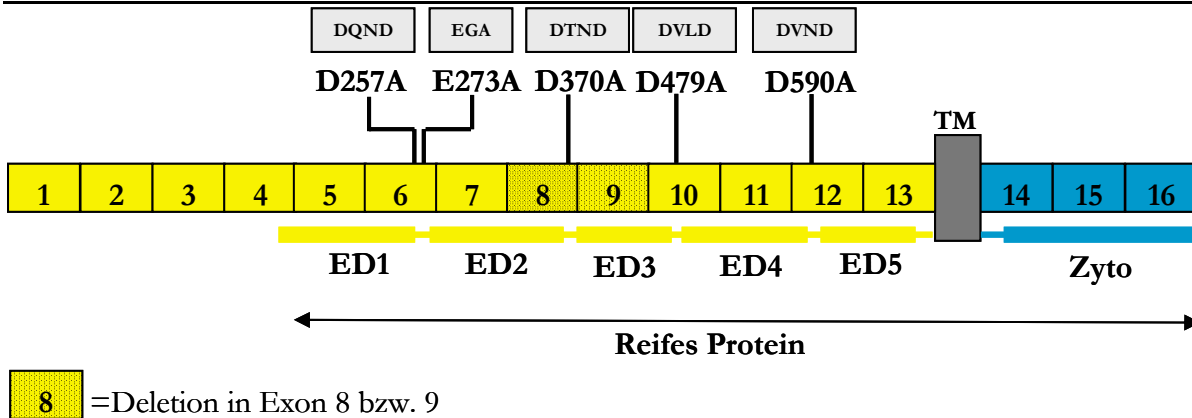 DQND EGA DTND DVLD DVND
D257A E273A D370A D479A D590A
TM
1 2 3 4 5 6 7 8 9 10 11 12 13 14 15 16
ED1 ED2 ED3 ED4 ED5 Zyto
Reifes Protein
8 =Deletion in Exon 8 bzw. 9